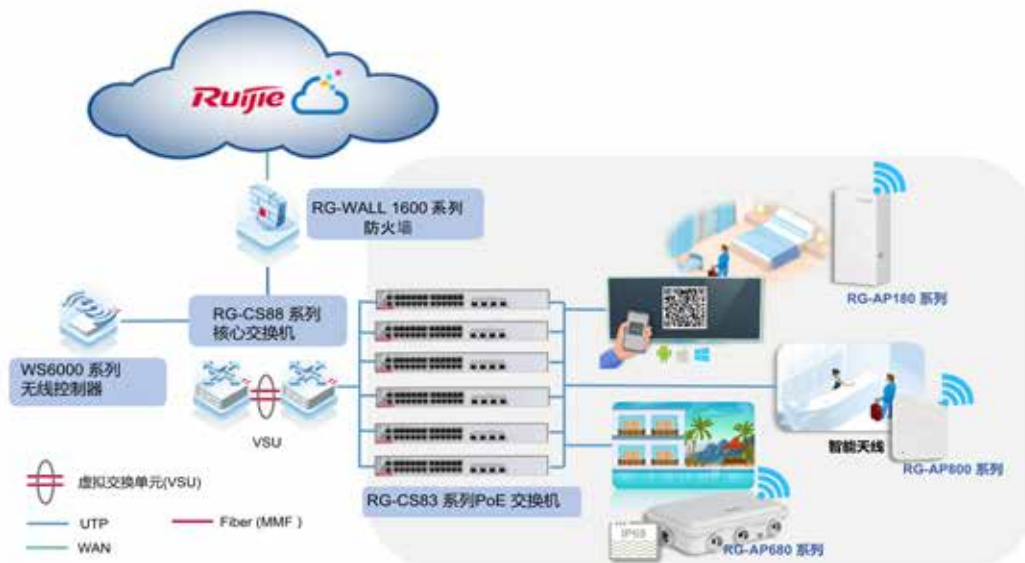 Ruijie
RG-WALL 1600 系列
防火墙
RG-AP180 系列
RG-CS88 系列
核心交换机
WS6000 系列
无线控制器
VSU
智能天线
RG-AP800 系列
虚拟交换单元(VSU)
RG-CS83 系列PoE 交换机
UTP
Fiber (MMF )
IP68
WAN
RG-AP680 系列